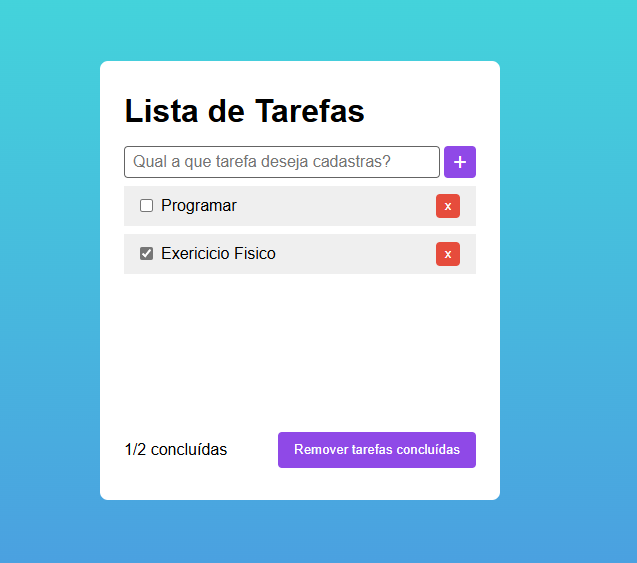 Lista de Tarefas
Qual a que tarefa deseja cadastras?
+
Programar
x
Exericicio Fisico
x
1/2 concluídas
Remover tarefas concluídas